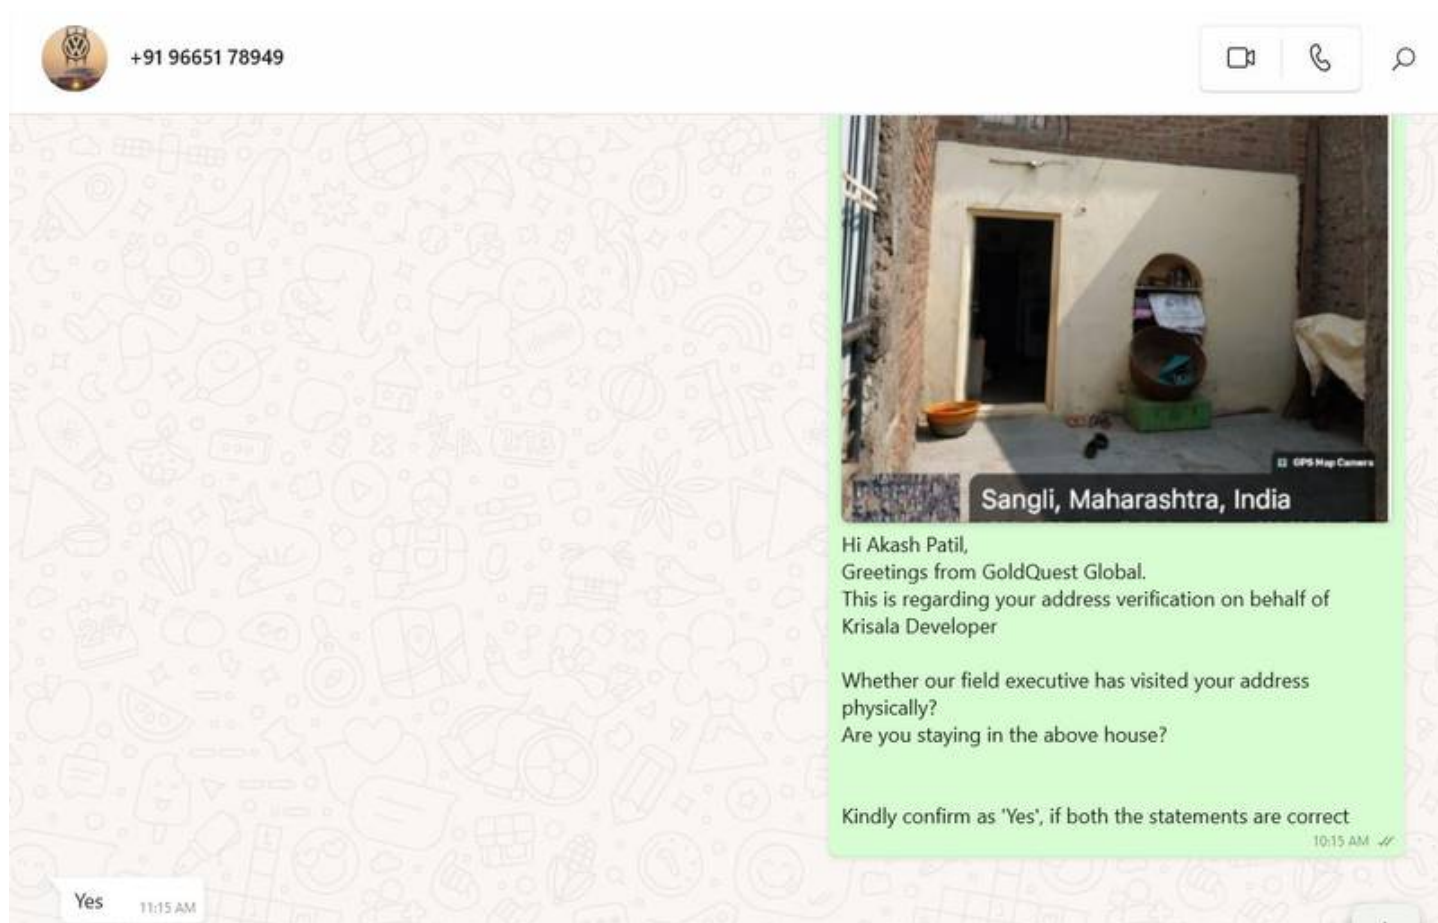 +91 96651 78949
GPS Map Camera
Sangli, Maharashtra, India
Hi Akash Patil,
Greetings from GoldQuest Global.
This is regarding your address verification on behalf of
Krisala Developer
Whether our field executive has visited your address
physically?
Are you staying in the above house?
Kindly confirm as 'Yes', if both the statements are correct
10:15 AM
Yes
11:15 AM